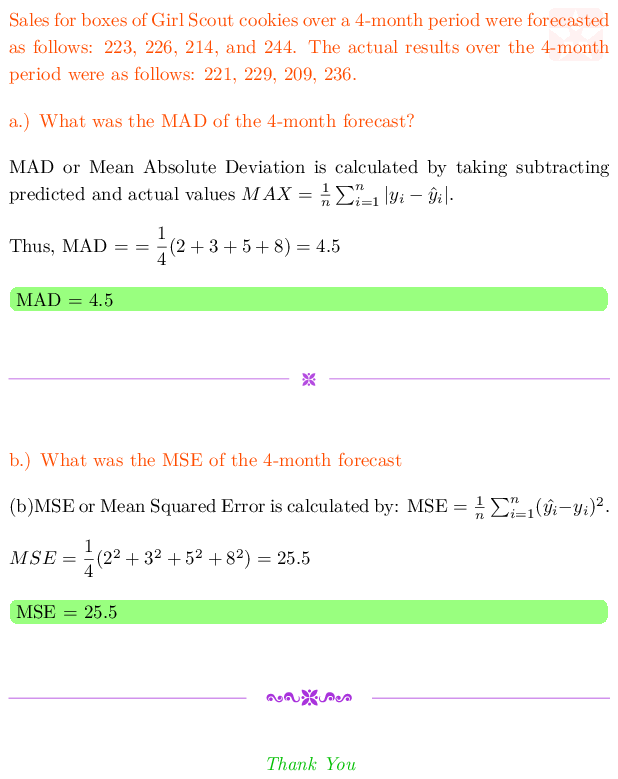 Sales for boxes of Girl Scout cookies over a 4-month period were forecasted
as follows: 223, 226, 214, and 244. The actual results over the 4-month
period were as follows: 221, 229, 209, 236.
a.) What was the MAD of the 4-month forecast?
MAD or Mean Absolute Deviation is calculated by taking subtracting
predicted and actual values $MAX = \frac{1}{n}\sum_{i=1}^{n}|y_i - \hat{y}_i|$.
Thus, MAD = = $\frac{1}{4}(2+3+5+8) = 4.5$
MAD = 4.5
b.) What was the MSE of the 4-month forecast
(b)MSE or Mean Squared Error is calculated by: MSE = $\frac{1}{n}\sum_{i=1}^{n}(\hat{y_i}-y_i)^2$.
$MSE = \frac{1}{4}(2^2+3^2+5^2+8^2) = 25.5$
MSE = 25.5
Thank You